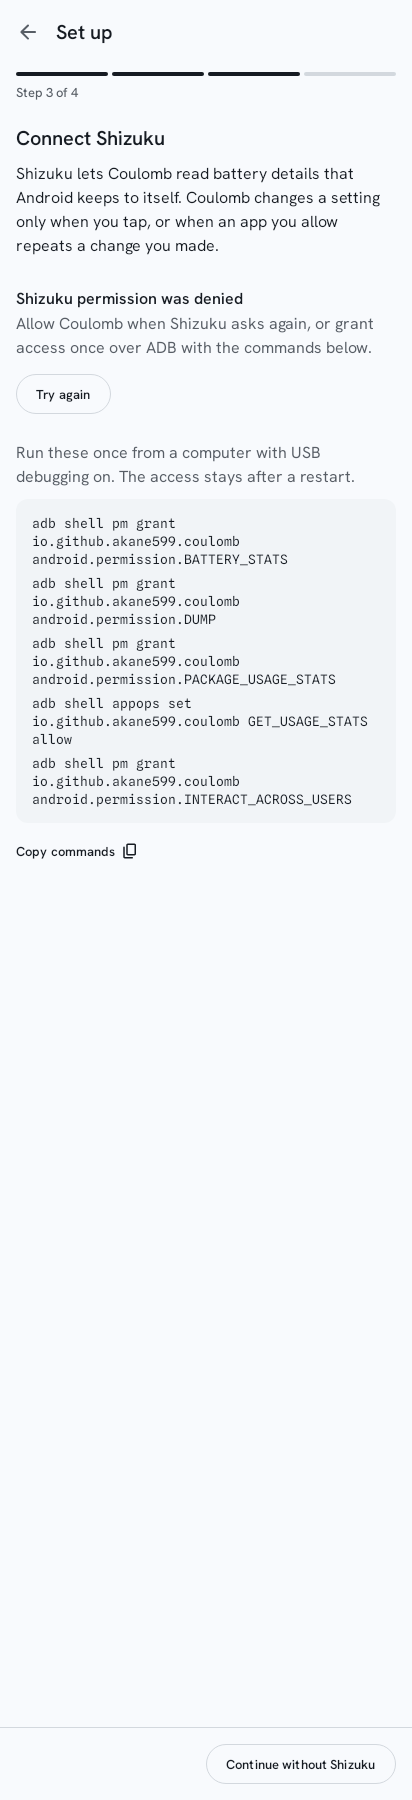 Set up
Step 3 of 4
Connect Shizuku
Shizuku lets Coulomb read battery details that
Android keeps to itself. Coulomb changes a setting
only when you tap, or when an app you allow
repeats a change you made.
Shizuku permission was denied
Allow Coulomb when Shizuku asks again, or grant
access once over ADB with the commands below.
Try again
Run these once from a computer with USB
debugging on. The access stays after a restart.
adb shell pm grant
io.github.akane599.coulomb
android.permission.BATTERY_STATS
adb shell pm grant
io.github.akane599.coulomb
android.permission.DUMP
adb shell pm grant
io.github.akane599.coulomb
android.permission.PACKAGE_USAGE_STATS
adb shell appops set
io.github.akane599.coulomb GET_USAGE_STATS
allow
adb shell pm grant
io.github.akane599.coulomb
android.permission.INTERACT_ACROSS_USERS
Copy commands
Continue without Shizuku